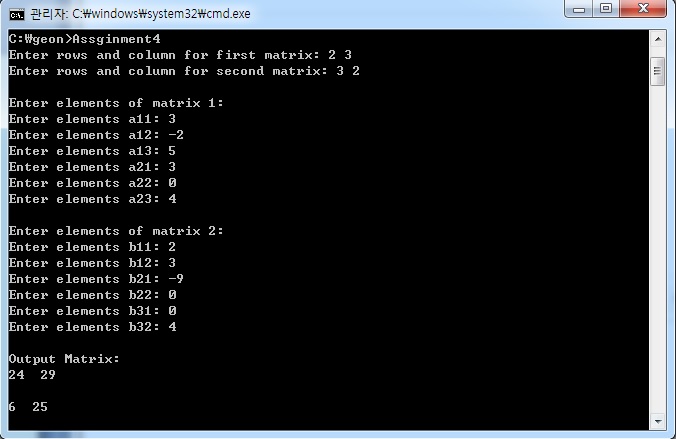 관리자: C:\windows\system32\cmd.exe
C:\geon>Assginment4
Enter rows and column for first matrix: 2 3
Enter rows and column for second matrix: 3 2
Enter elements of matrix 1:
Enter elements a11: 3
Enter elements a12: -2
Enter elements a13: 5
Enter elements a21: 3
Enter elements a22: 0
Enter elements a23: 4
Enter elements of matrix 2:
Enter elements b11: 2
Enter elements b12: 3
Enter elements b21: -9
Enter elements b22: 0
Enter elements b31: 0
Enter elements b32: 4
Output Matrix:
24  29
6  25